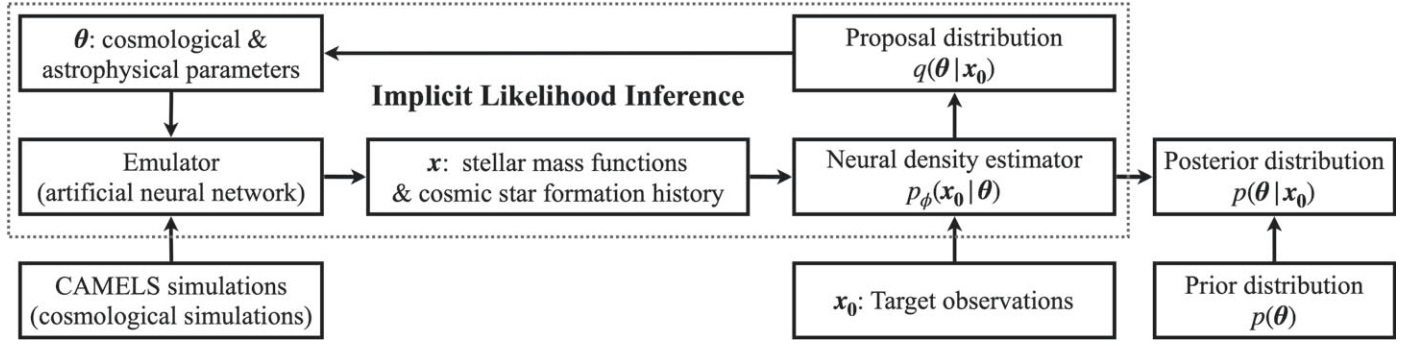 θ: cosmological &
astrophysical parameters
Proposal distribution
q(θ|x₀)
Implicit Likelihood Inference
Emulator
(artificial neural network)
x: stellar mass functions
& cosmic star formation history
Neural density estimator
p_ϕ(x₀|θ)
Posterior distribution
p(θ|x₀)
CAMELS simulations
(cosmological simulations)
x₀: Target observations
Prior distribution
p(θ)